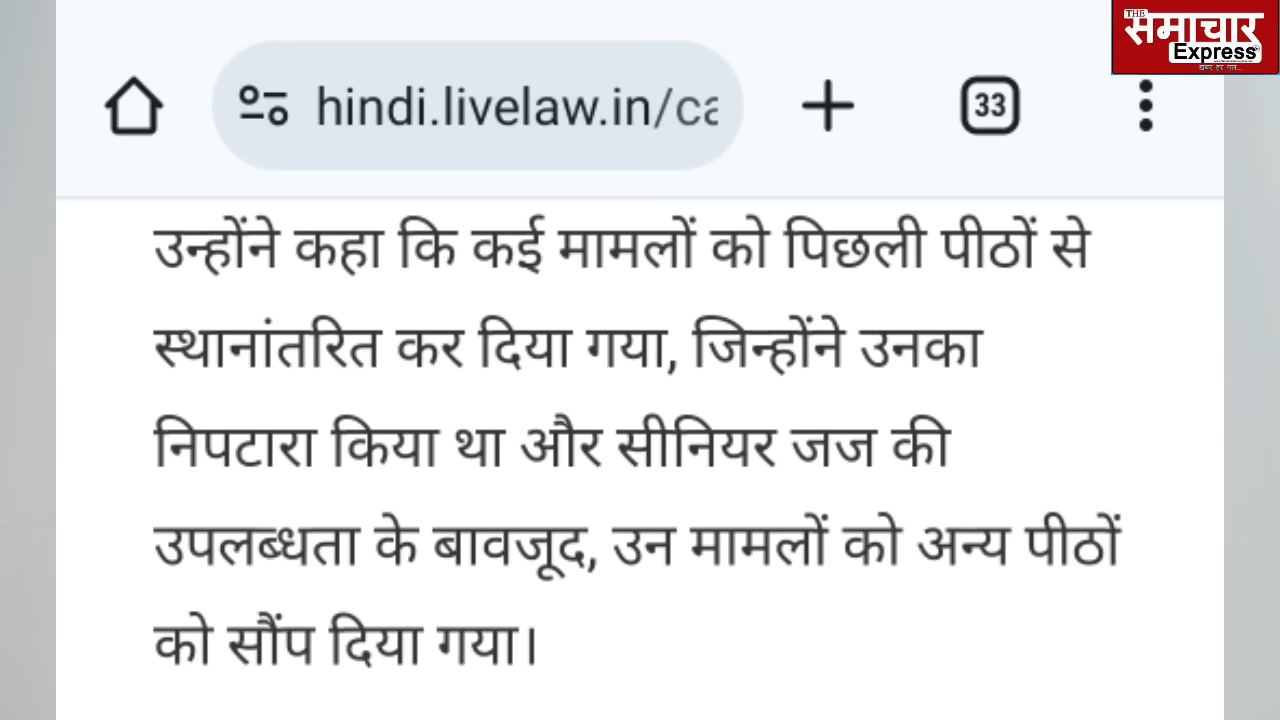 THE
समाचार
Express
hindi.livelaw.in/ca
33
उन्होंने कहा कि कई मामलों को पिछली पीठों से
स्थानांतरित कर दिया गया, जिन्होंने उनका
निपटारा किया था और सीनियर जज की
उपलब्धता के बावजूद, उन मामलों को अन्य पीठों
को सौंप दिया गया।